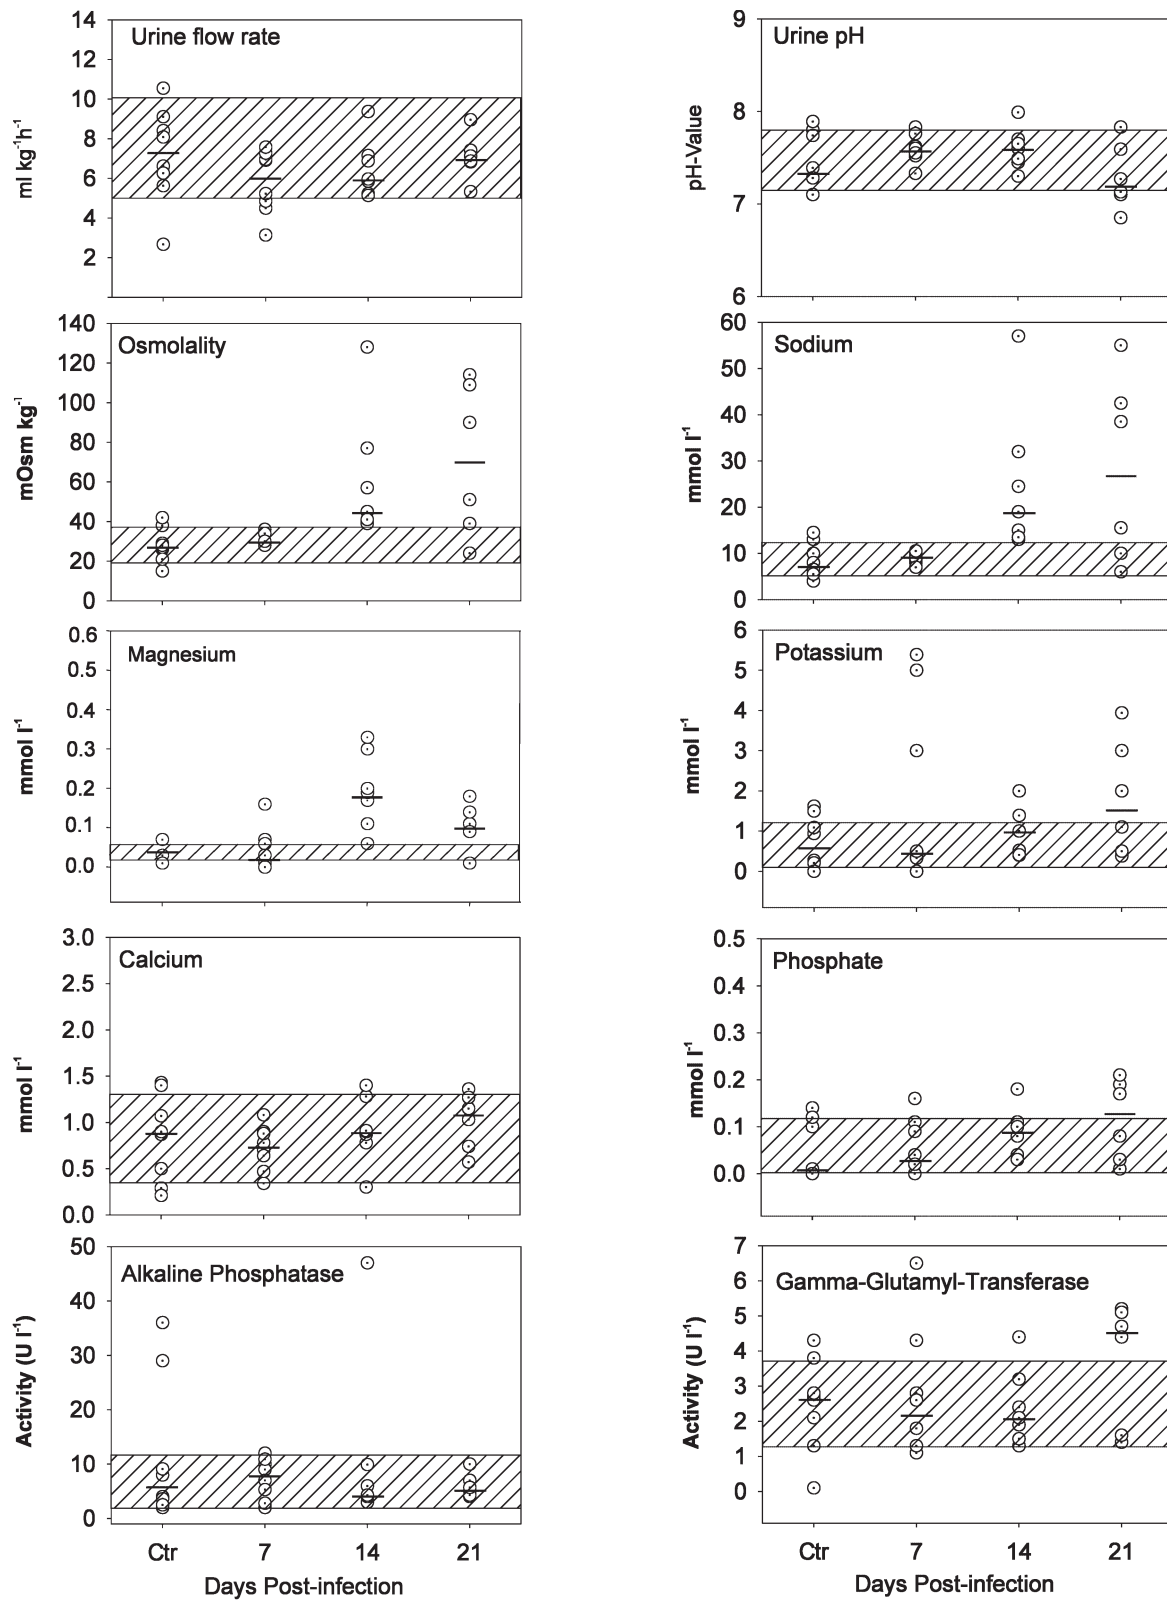 Urine flow rate
14
12
10
8
6
4
2
ml kg⁻¹h⁻¹
Urine pH
9
8
7
6
pH-Value
Osmolality
140
120
100
80
60
40
20
0
mOsm kg⁻¹
Sodium
60
50
40
30
20
10
0
mmol l⁻¹
Magnesium
0.6
0.5
0.4
0.3
0.2
0.1
0.0
mmol l⁻¹
Potassium
6
5
4
3
2
1
0
mmol l⁻¹
Calcium
3.0
2.5
2.0
1.5
1.0
0.5
0.0
mmol l⁻¹
Phosphate
0.5
0.4
0.3
0.2
0.1
0.0
mmol l⁻¹
Alkaline Phosphatase
50
40
30
20
10
0
Activity (U l⁻¹)
Ctr 7 14 21
Days Post-infection
Gamma-Glutamyl-Transferase
7
6
5
4
3
2
1
0
Activity (U l⁻¹)
Ctr 7 14 21
Days Post-infection